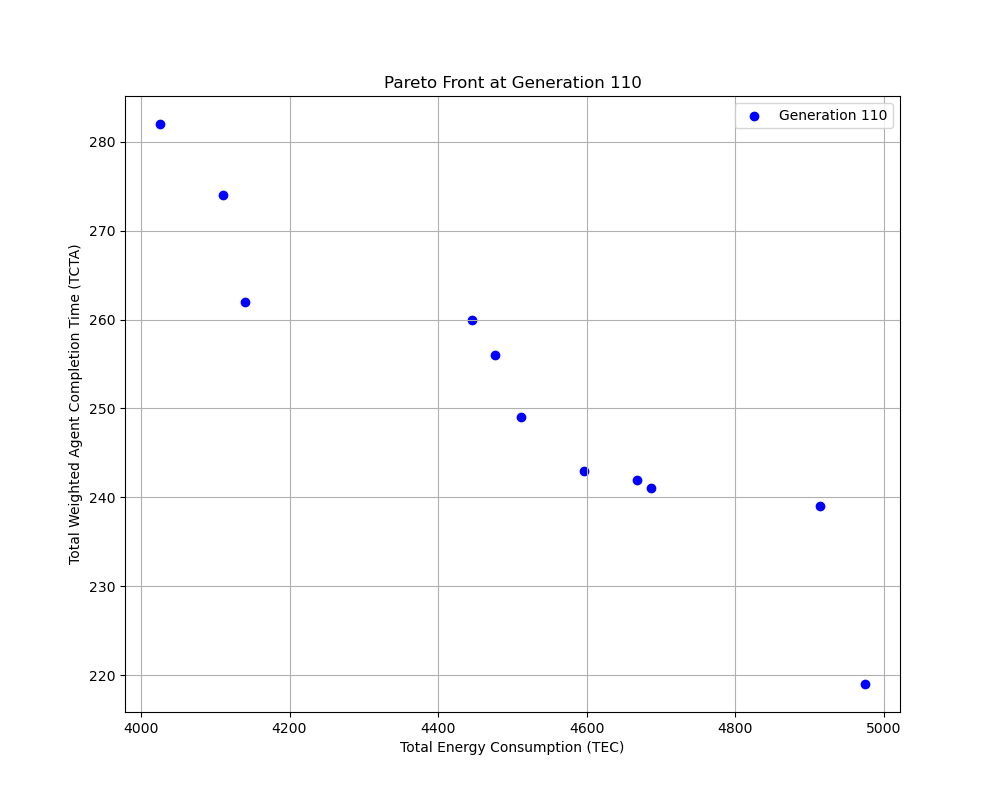 Pareto Front at Generation 110
Generation 110
Total Weighted Agent Completion Time (TCTA)
280
270
260
250
240
230
220
4000 4200 4400 4600 4800 5000
Total Energy Consumption (TEC)